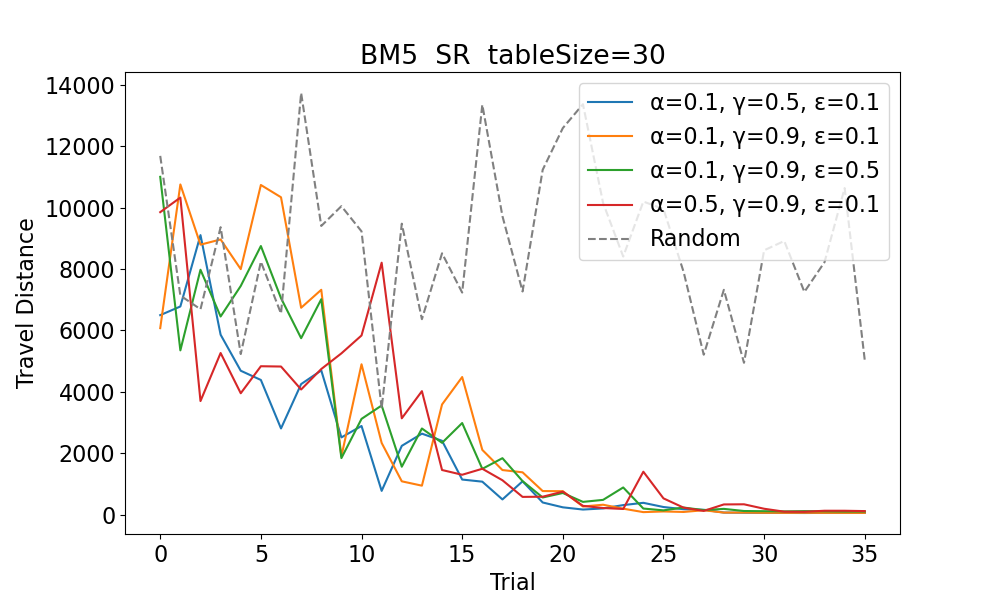 BM5 SR tableSize=30
Travel Distance
14000
12000
10000
8000
6000
4000
2000
0
α=0.1, γ=0.5, ε=0.1
α=0.1, γ=0.9, ε=0.1
α=0.1, γ=0.9, ε=0.5
α=0.5, γ=0.9, ε=0.1
Random
0 5 10 15 20 25 30 35
Trial